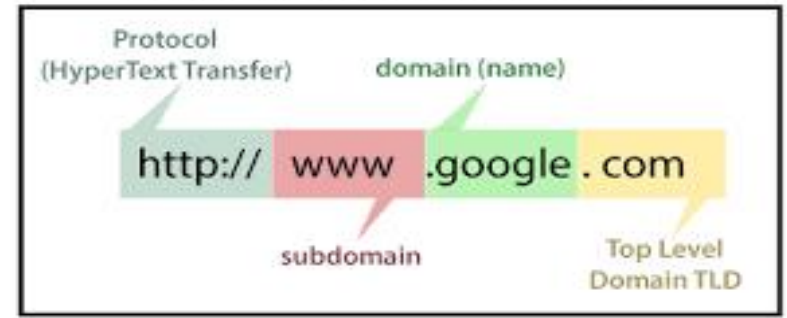 Protocol
(HyperText Transfer)
domain (name)
http:// www .google . com
subdomain
Top Level
Domain TLD